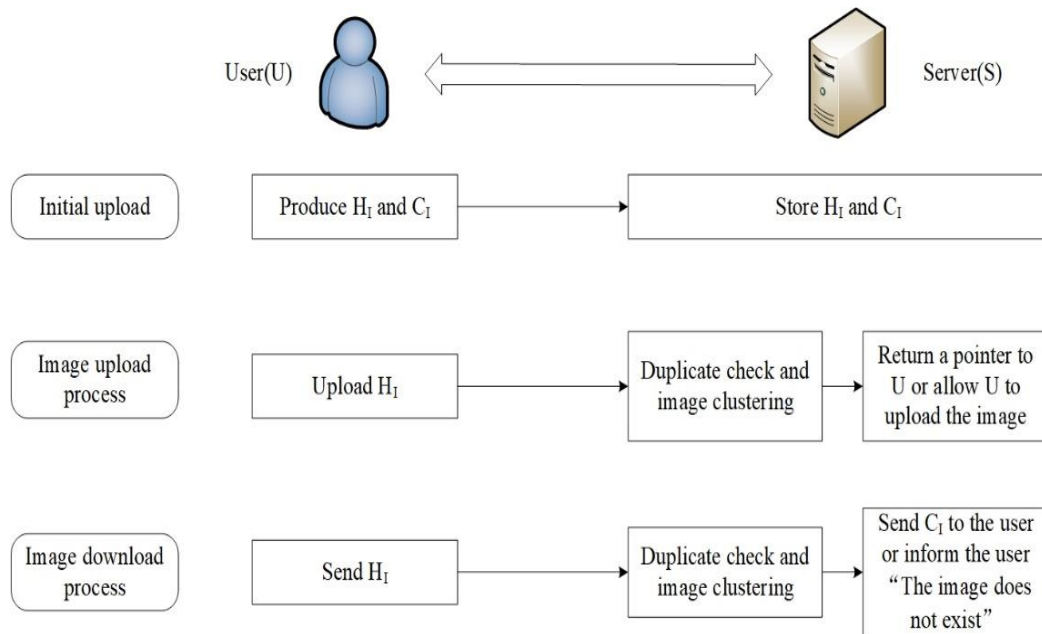 User(U)
Server(S)
Initial upload
Produce H_I and C_I
Store H_I and C_I
Image upload
process
Upload H_I
Duplicate check and
image clustering
Return a pointer to
U or allow U to
upload the image
Image download
process
Send H_I
Duplicate check and
image clustering
Send C_I to the user
or inform the user
“The image does
not exist”